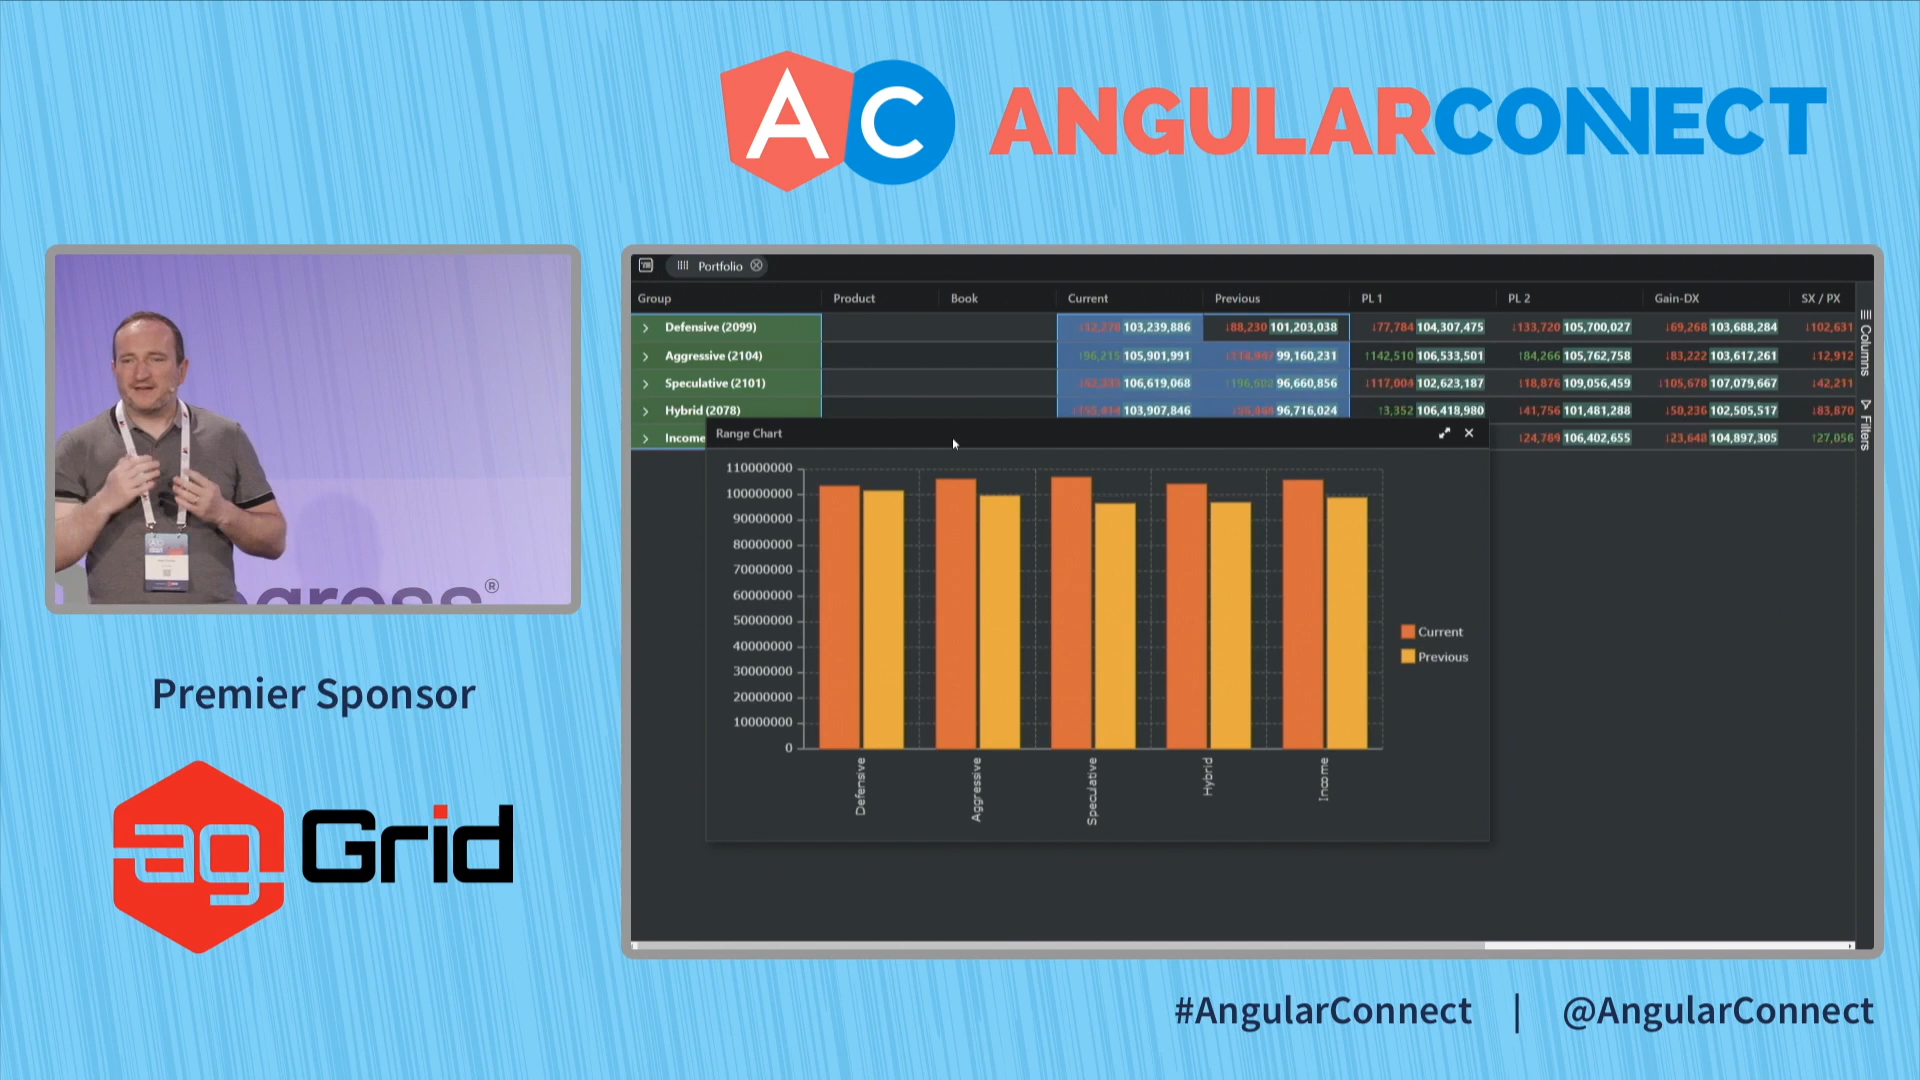 AC ANGULARCONNECT
Portfolio
Group Product Book Current Previous PL 1 PL 2 Gain-DX SX / PX
Defensive (2099) 103,239,886 ↓88,230 101,203,038 ↓77,784 104,307,475 ↓133,720 105,700,027 ↓69,268 103,688,284 ↓102,631
Aggressive (2104) ↑96,215 105,901,991 99,160,231 ↑142,510 106,533,501 ↑84,266 105,762,758 ↓83,222 103,617,261 ↓12,912
Speculative (2101) 106,619,068 96,660,856 ↓117,004 102,623,187 ↓18,876 109,056,459 ↓105,678 107,079,667 ↓42,211
Hybrid (2078) 103,907,846 96,716,024 ↑3,352 106,418,980 ↓41,756 101,481,288 ↓50,236 102,505,517 ↓83,870
Income ↓24,769 106,402,655 ↓23,648 104,897,305 ↑27,056
Columns
Filters
Range Chart
110000000
100000000
90000000
80000000
70000000
60000000
50000000
40000000
30000000
20000000
10000000
0
Defensive
Aggressive
Speculative
Hybrid
Income
Current
Previous
gress®
Premier Sponsor
ag Grid
#AngularConnect | @AngularConnect